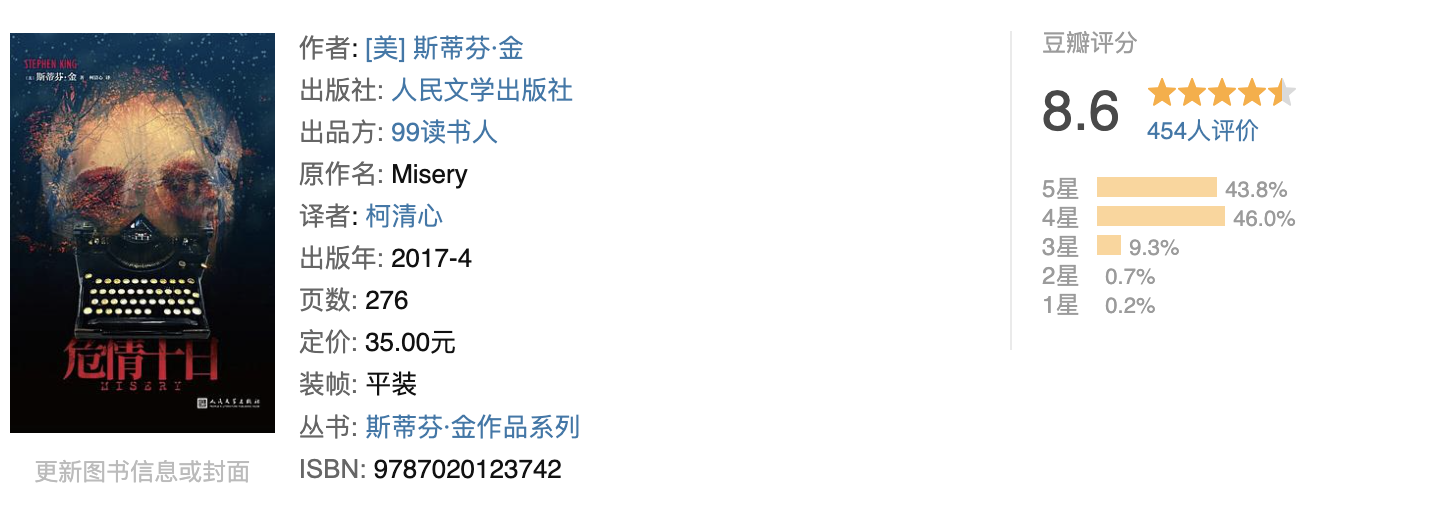 STEPHEN KING
[美] 斯蒂芬·金 著 柯清心 译
危情十日
MISERY
人民文学出版社
更新图书信息或封面
作者: [美] 斯蒂芬·金
出版社: 人民文学出版社
出品方: 99读书人
原作名: Misery
译者: 柯清心
出版年: 2017-4
页数: 276
定价: 35.00元
装帧: 平装
丛书: 斯蒂芬·金作品系列
ISBN: 9787020123742
豆瓣评分
8.6
454人评价
5星 43.8%
4星 46.0%
3星 9.3%
2星 0.7%
1星 0.2%